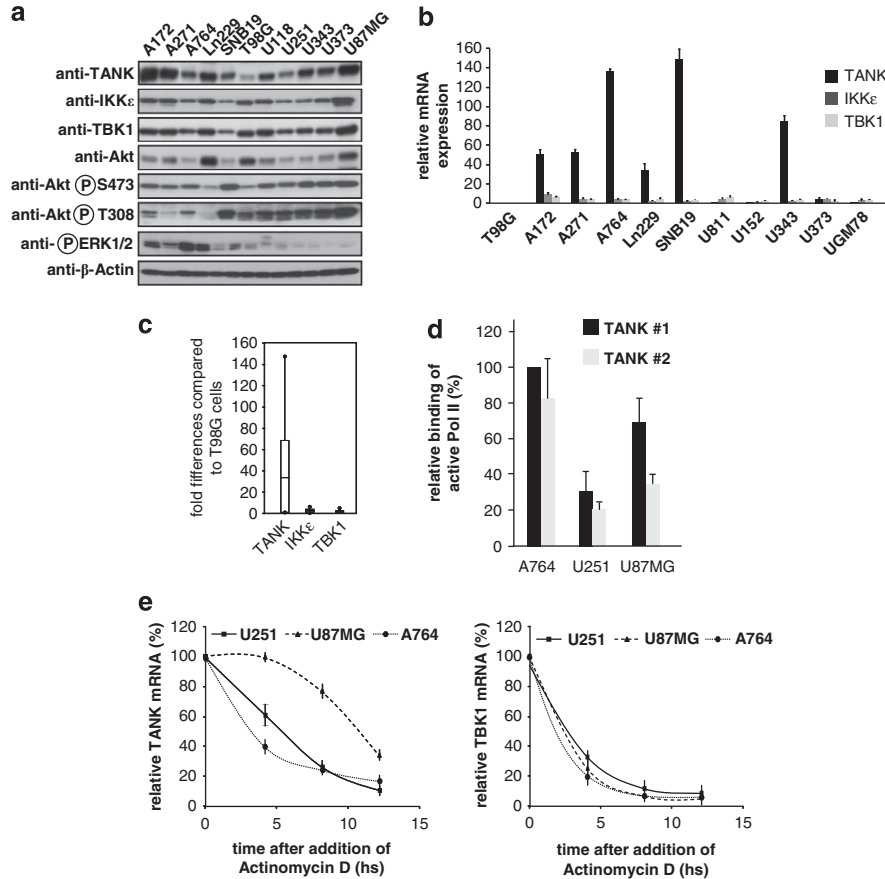 a
A172 A271 A764 Ln229 SNB19 T98G U118 U251 U343 U373 U87MG
anti-TANK
anti-IKKε
anti-TBK1
anti-Akt
anti-Akt P S473
anti-Akt P T308
anti- P ERK1/2
anti-β-Actin
b
relative mRNA
expression
160
140
120
100
80
60
40
20
0
TANK
IKKε
TBK1
T98G A172 A271 A764 Ln229 SNB19 U811 U152 U343 U373 UGM78
c
fold fifferences compared
to T98G cells
160
140
120
100
80
60
40
20
0
TANK IKKε TBK1
d
relative binding of
active Pol II (%)
120
100
80
60
40
20
0
TANK #1
TANK #2
A764 U251 U87MG
e
relative TANK mRNA (%)
120
100
80
60
40
20
0
U251 U87MG A764
0 5 10 15
time after addition of
Actinomycin D (hs)
relative TBK1 mRNA (%)
120
100
80
60
40
20
0
U251 U87MG A764
0 5 10 15
time after addition of
Actinomycin D (hs)